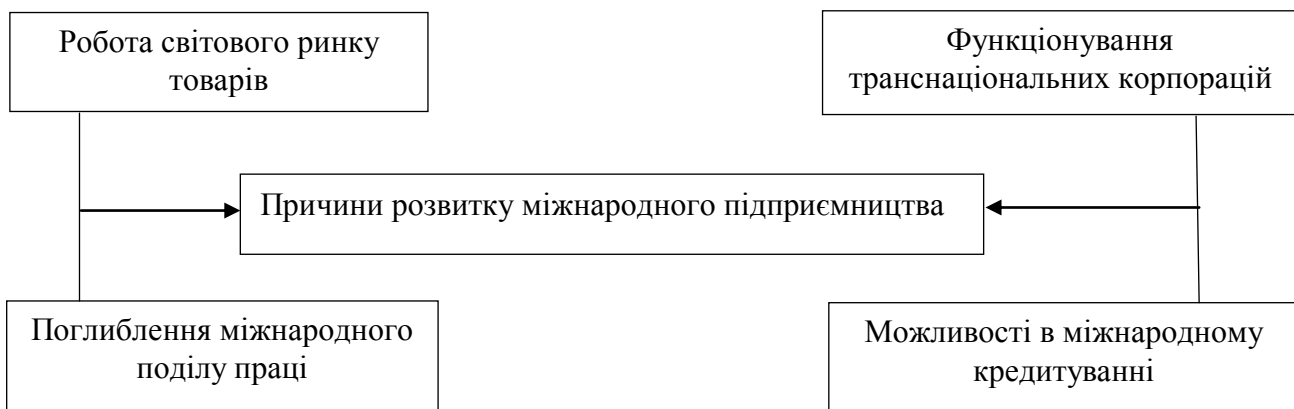 Робота світового ринку
товарів
Функціонування
транснаціональних корпорацій
Причини розвитку міжнародного підприємництва
Поглиблення міжнародного
поділу праці
Можливості в міжнародному
кредитуванні